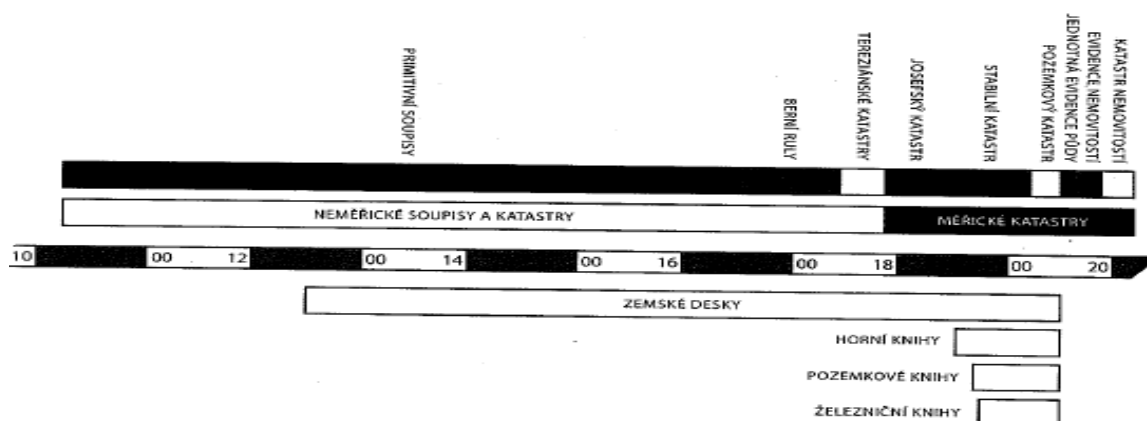 PRIMITIVNÍ SOUPISY
BERNÍ RULY
TEREZIÁNSKÉ KATASTRY
JOSEFSKÝ KATASTR
STABILNÍ KATASTR
POZEMKOVÝ KATASTR
JEDNOTNÁ EVIDENCE PŮDY
EVIDENCE NEMOVITOSTÍ
KATASTR NEMOVITOSTÍ
NEMĚŘICKÉ SOUPISY A KATASTRY
MĚŘICKÉ KATASTRY
10 00 12 00 14 00 16 00 18 00 20
ZEMSKÉ DESKY
HORNÍ KNIHY
POZEMKOVÉ KNIHY
ŽELEZNIČNÍ KNIHY